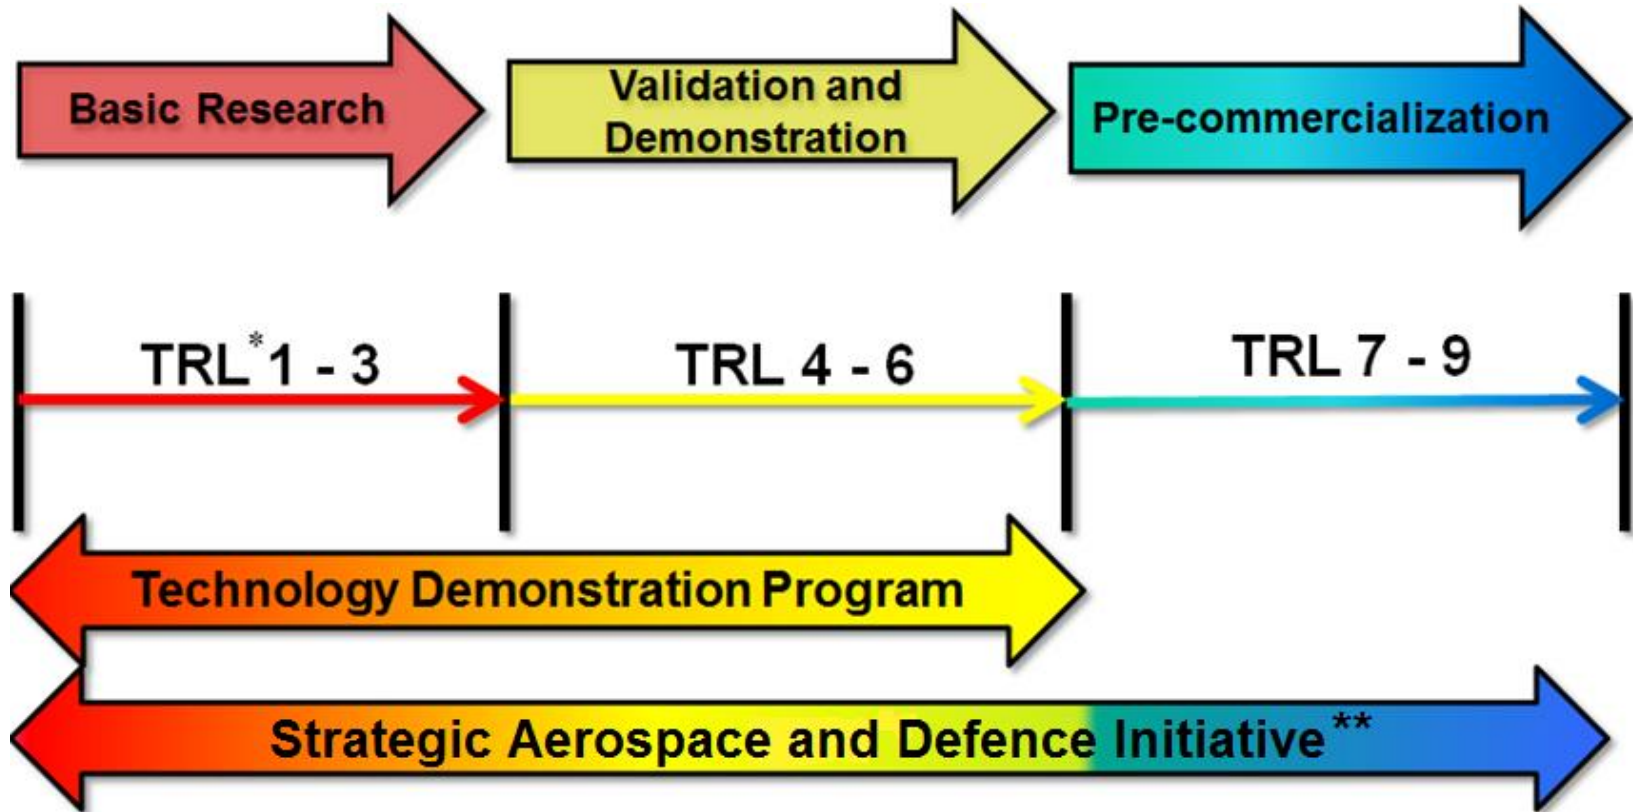 Basic Research
Validation and
Demonstration
Pre-commercialization
TRL*1 - 3
TRL 4 - 6
TRL 7 - 9
Technology Demonstration Program
Strategic Aerospace and Defence Initiative**